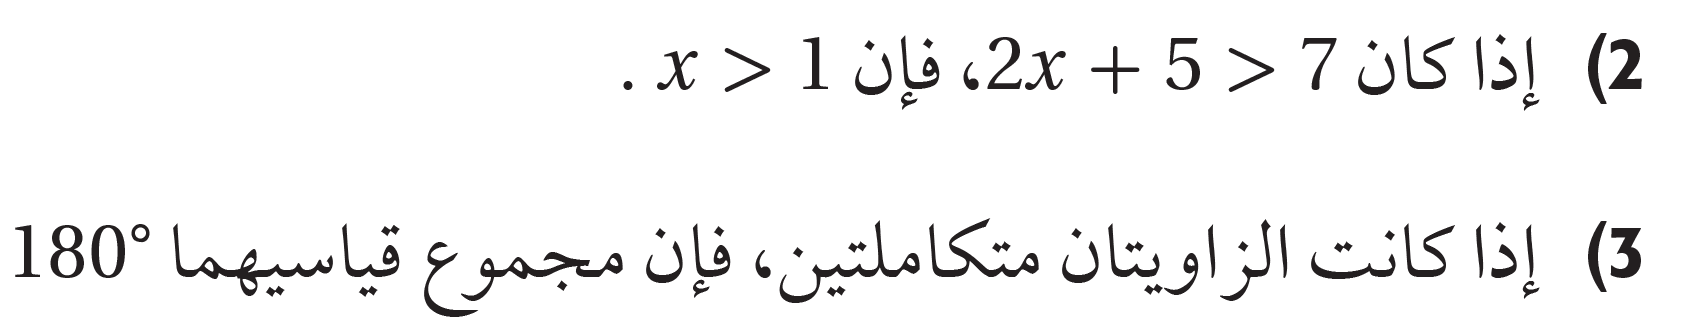 2) إذا كان 2x + 5 > 7، فإن x > 1 .
3) إذا كانت الزاويتان متكاملتين، فإن مجموع قياسيهما 180°